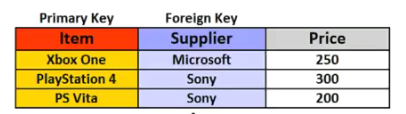 Primary Key Foreign Key
Item Supplier Price
Xbox One Microsoft 250
PlayStation 4 Sony 300
PS Vita Sony 200